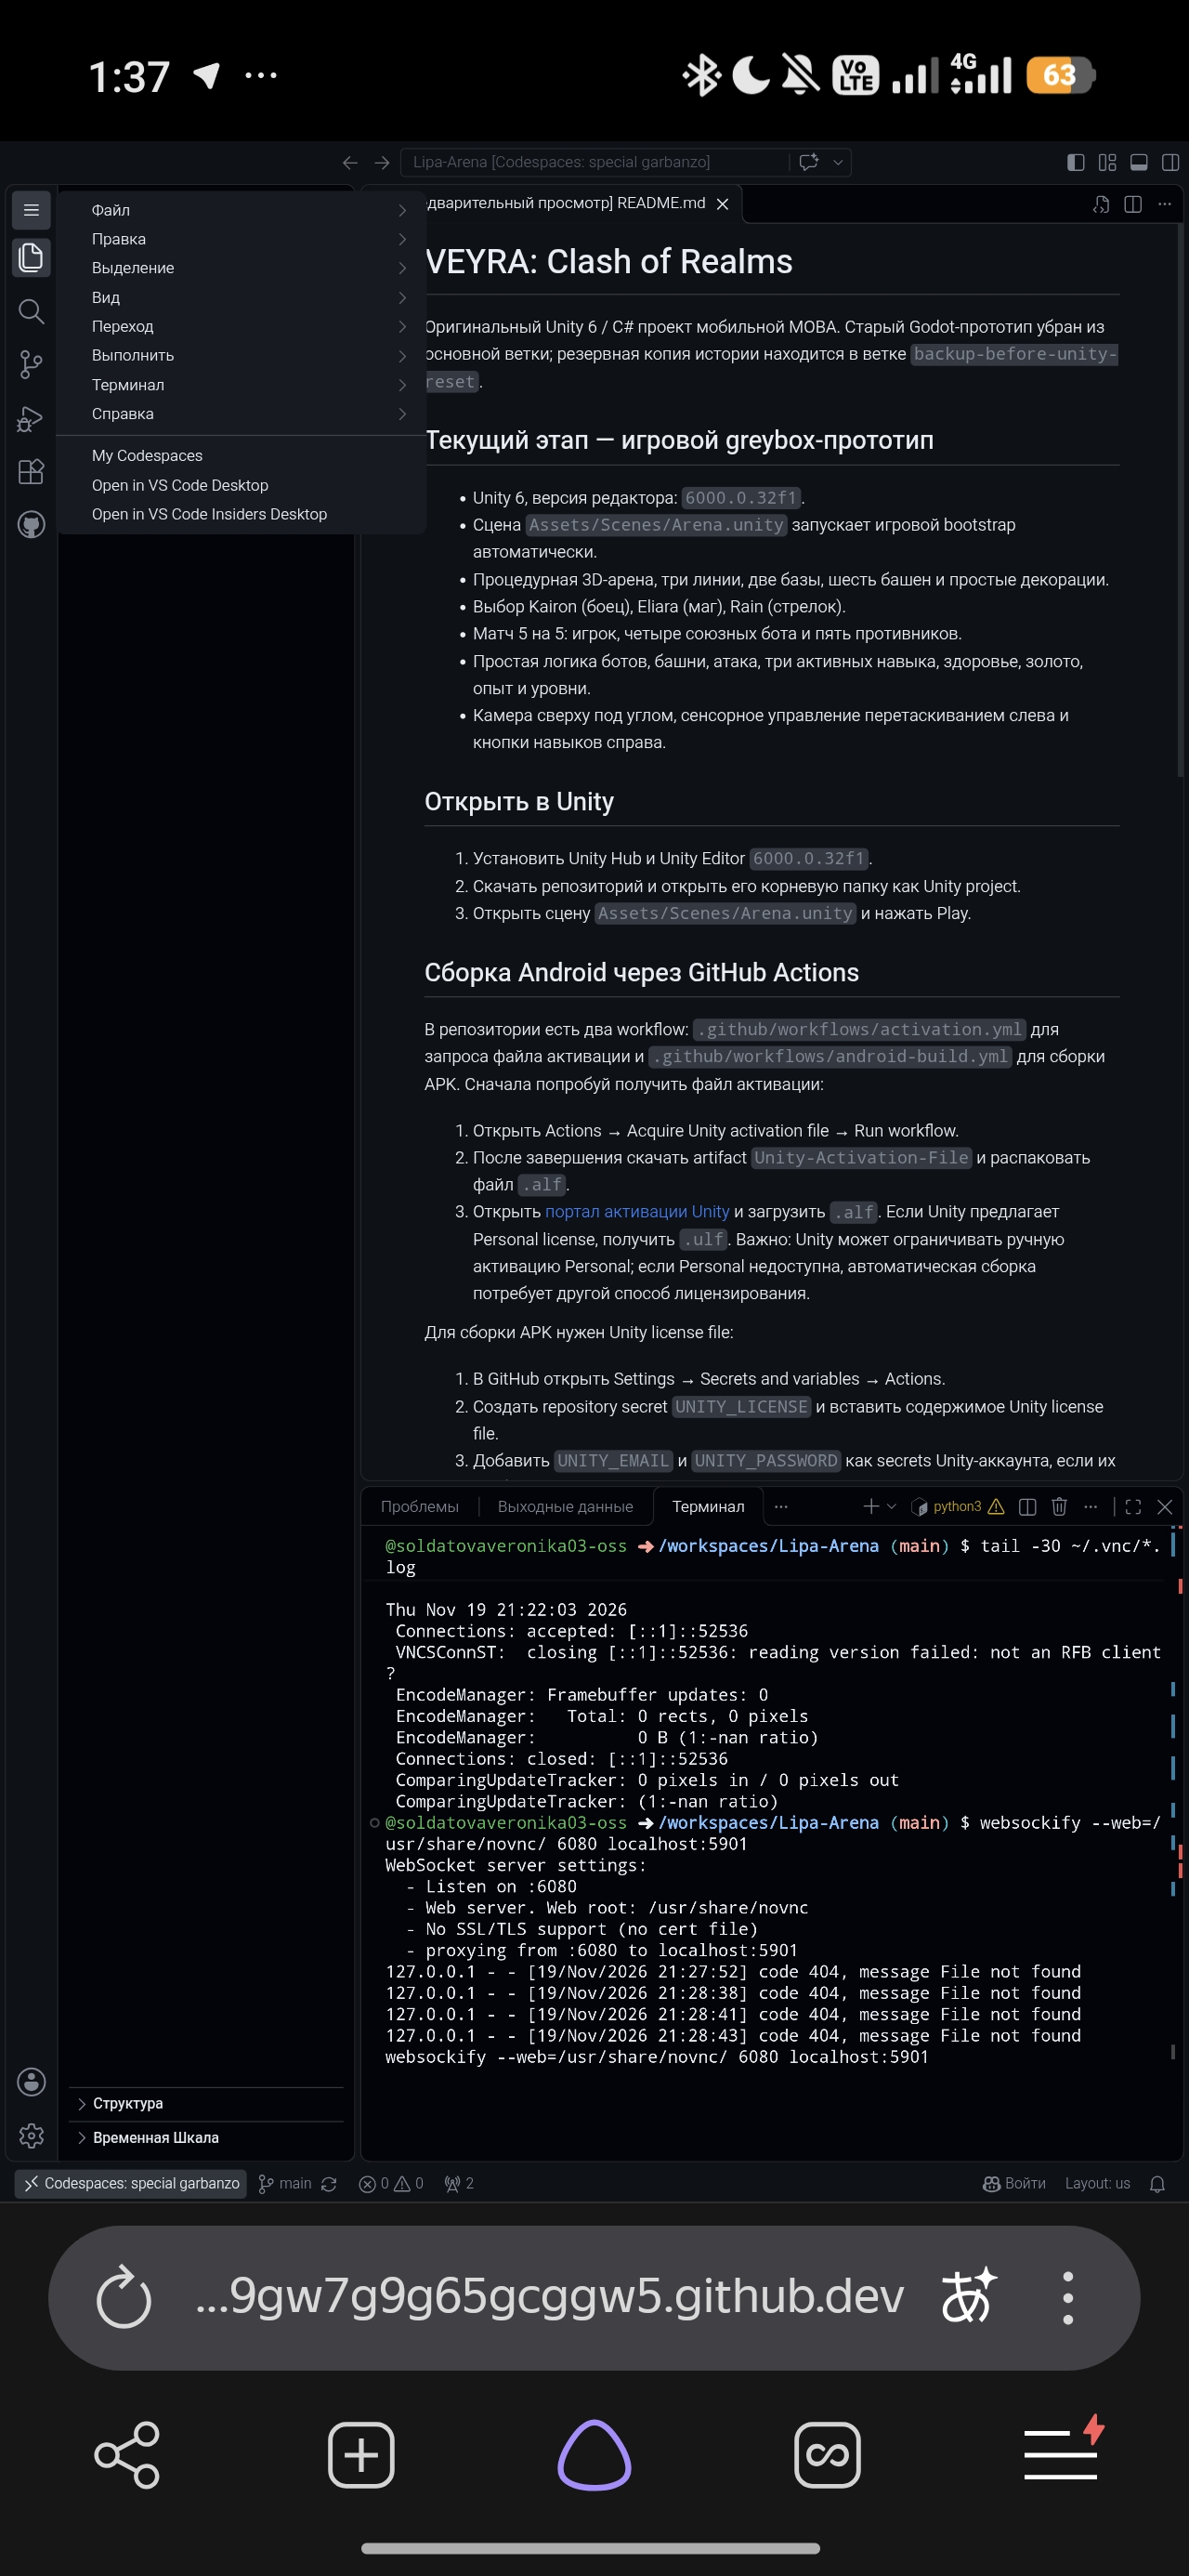 1:37
Vo LTE
4G
63
Lipa-Arena [Codespaces: special garbanzo]
Файл
Правка
Выделение
Вид
Переход
Выполнить
Терминал
Справка
My Codespaces
Open in VS Code Desktop
Open in VS Code Insiders Desktop
едварительный просмотр] README.md
VEYRA: Clash of Realms
Оригинальный Unity 6 / C# проект мобильной MOBA. Старый Godot-прототип убран из
основной ветки; резервная копия истории находится в ветке backup-before-unity-
reset.
Текущий этап — игровой greybox-прототип
• Unity 6, версия редактора: 6000.0.32f1.
• Сцена Assets/Scenes/Arena.unity запускает игровой bootstrap
автоматически.
• Процедурная 3D-арена, три линии, две базы, шесть башен и простые декорации.
• Выбор Kairon (боец), Eliara (маг), Rain (стрелок).
• Матч 5 на 5: игрок, четыре союзных бота и пять противников.
• Простая логика ботов, башни, атака, три активных навыка, здоровье, золото,
опыт и уровни.
• Камера сверху под углом, сенсорное управление перетаскиванием слева и
кнопки навыков справа.
Открыть в Unity
1. Установить Unity Hub и Unity Editor 6000.0.32f1.
2. Скачать репозиторий и открыть его корневую папку как Unity project.
3. Открыть сцену Assets/Scenes/Arena.unity и нажать Play.
Сборка Android через GitHub Actions
В репозитории есть два workflow: .github/workflows/activation.yml для
запроса файла активации и .github/workflows/android-build.yml для сборки
APK. Сначала попробуй получить файл активации:
1. Открыть Actions → Acquire Unity activation file → Run workflow.
2. После завершения скачать artifact Unity-Activation-File и распаковать
файл .alf.
3. Открыть портал активации Unity и загрузить .alf. Если Unity предлагает
Personal license, получить .ulf. Важно: Unity может ограничивать ручную
активацию Personal; если Personal недоступна, автоматическая сборка
потребует другой способ лицензирования.
Для сборки APK нужен Unity license file:
1. В GitHub открыть Settings → Secrets and variables → Actions.
2. Создать repository secret UNITY_LICENSE и вставить содержимое Unity license
file.
3. Добавить UNITY_EMAIL и UNITY_PASSWORD как secrets Unity-аккаунта, если их
Проблемы Выходные данные Терминал ··· python3
@soldatovaveronika03-oss ➜ /workspaces/Lipa-Arena (main) $ tail -30 ~/.vnc/*.
log
Thu Nov 19 21:22:03 2026
Connections: accepted: [::1]::52536
VNCSConnST:  closing [::1]::52536: reading version failed: not an RFB client
?
EncodeManager: Framebuffer updates: 0
EncodeManager:   Total: 0 rects, 0 pixels
EncodeManager:          0 B (1:-nan ratio)
Connections: closed: [::1]::52536
ComparingUpdateTracker: 0 pixels in / 0 pixels out
ComparingUpdateTracker: (1:-nan ratio)
@soldatovaveronika03-oss ➜ /workspaces/Lipa-Arena (main) $ websockify --web=/
usr/share/novnc/ 6080 localhost:5901
WebSocket server settings:
- Listen on :6080
- Web server. Web root: /usr/share/novnc
- No SSL/TLS support (no cert file)
- proxying from :6080 to localhost:5901
127.0.0.1 - - [19/Nov/2026 21:27:52] code 404, message File not found
127.0.0.1 - - [19/Nov/2026 21:28:38] code 404, message File not found
127.0.0.1 - - [19/Nov/2026 21:28:41] code 404, message File not found
127.0.0.1 - - [19/Nov/2026 21:28:43] code 404, message File not found
websockify --web=/usr/share/novnc/ 6080 localhost:5901
Структура
Временная Шкала
Codespaces: special garbanzo main 0 0 2 Войти Layout: us
...9gw7g9g65gcggw5.github.dev あ